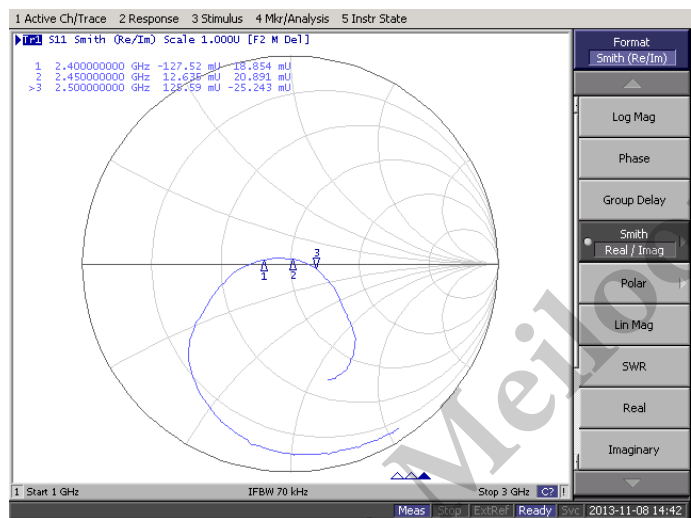 1 Active Ch/Trace 2 Response 3 Stimulus 4 Mkr/Analysis 5 Instr State
Tr1 S11 Smith (Re/Im) Scale 1.000U [F2 M Del]
1 2.400000000 GHz -127.52 mU 18.854 mU
2 2.450000000 GHz 12.635 mU 20.891 mU
>3 2.500000000 GHz 125.59 mU -25.243 mU
1
2
3
Format
Smith (Re/Im)
Log Mag
Phase
Group Delay
Smith
Real / Imag
Polar
Lin Mag
SWR
Real
Imaginary
1 Start 1 GHz IFBW 70 kHz Stop 3 GHz C? !
Meas Stop ExtRef Ready Svc 2013-11-08 14:42